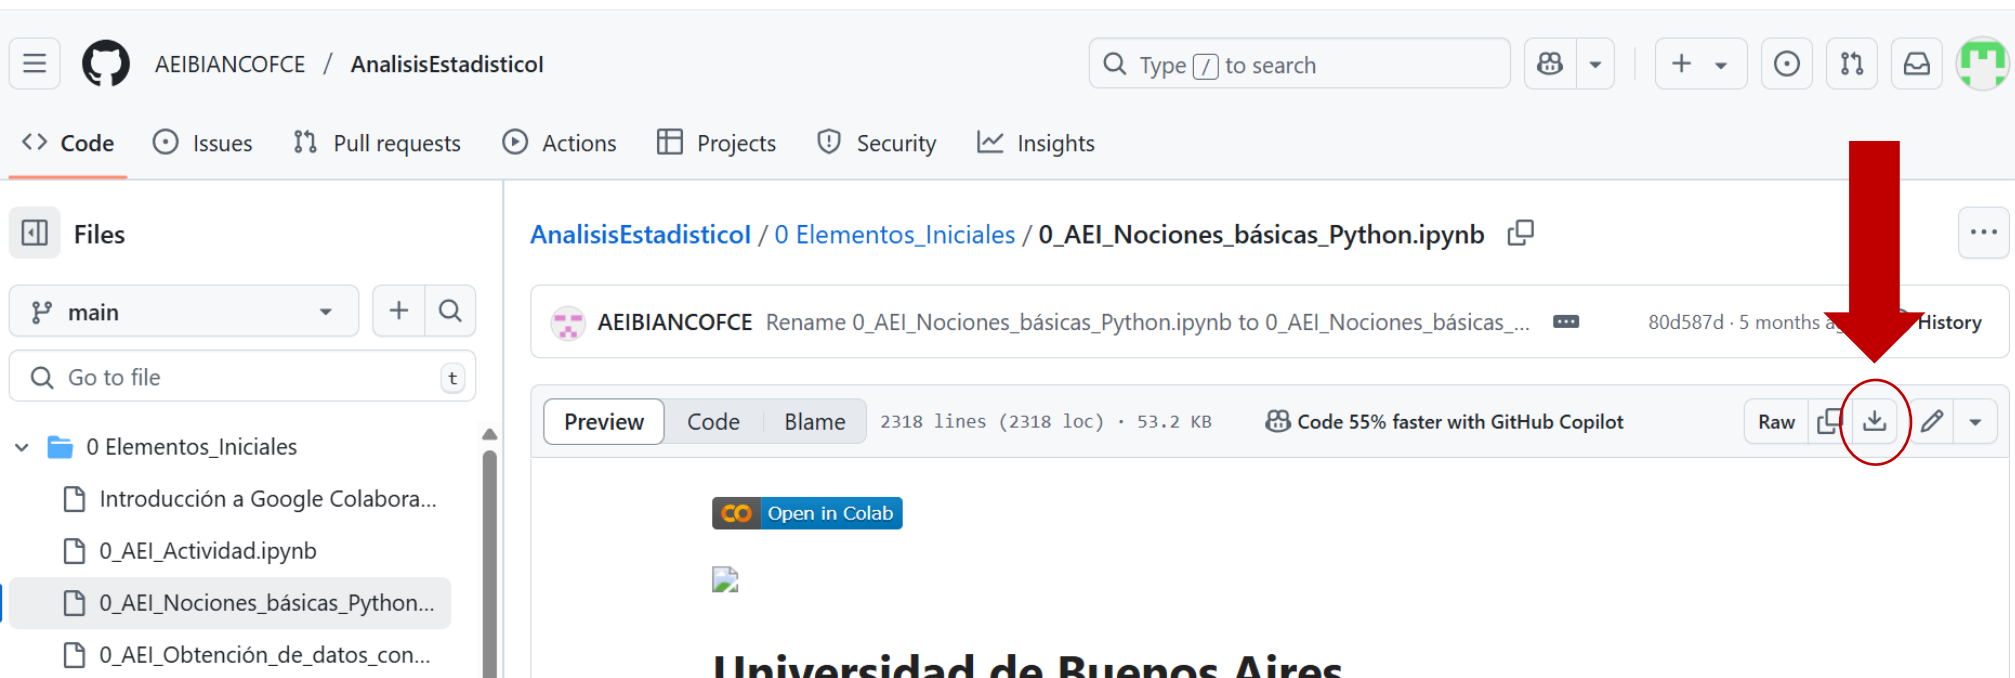 AEIBIANCOFCE / AnalisisEstadisticoI
Type / to search
Code Issues Pull requests Actions Projects Security Insights
Files
main
Go to file t
0 Elementos_Iniciales
Introducción a Google Colabora...
0_AEI_Actividad.ipynb
0_AEI_Nociones_básicas_Python...
0_AEI_Obtención_de_datos_con...
AnalisisEstadisticoI / 0 Elementos_Iniciales / 0_AEI_Nociones_básicas_Python.ipynb
AEIBIANCOFCE Rename 0_AEI_Nociones_básicas_Python.ipynb to 0_AEI_Nociones_básicas_... 80d587d · 5 months History
Preview Code Blame 2318 lines (2318 loc) · 53.2 KB Code 55% faster with GitHub Copilot Raw
CO Open in Colab
Universidad de Buenos Aires